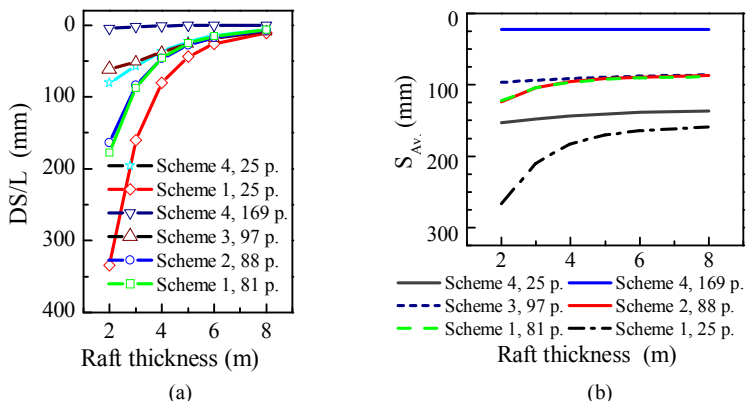 0
100
200
300
400
DS/L (mm)
Scheme 4, 25 p.
Scheme 1, 25 p.
Scheme 4, 169 p.
Scheme 3, 97 p.
Scheme 2, 88 p.
Scheme 1, 81 p.
2 4 6 8
Raft thickness (m)
(a)
0
100
200
300
S Av. (mm)
2 4 6 8
Scheme 4, 25 p. Scheme 4, 169 p.
Scheme 3, 97 p. Scheme 2, 88 p.
Scheme 1, 81 p. Scheme 1, 25 p.
Raft thickness (m)
(b)